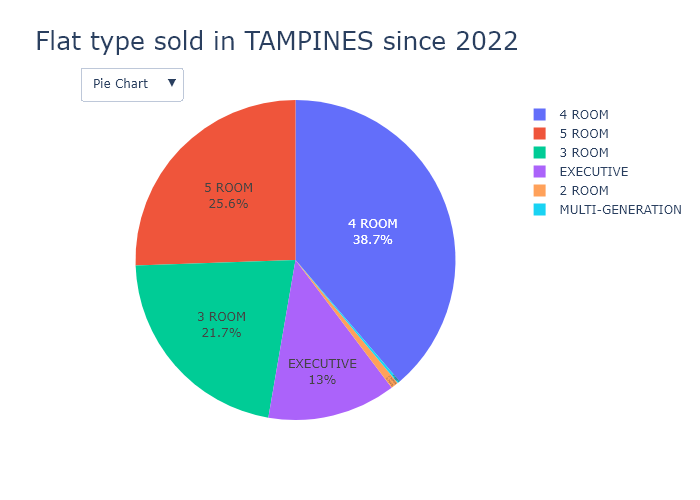 Flat type sold in TAMPINES since 2022
Pie Chart
4 ROOM
5 ROOM
3 ROOM
EXECUTIVE
2 ROOM
MULTI-GENERATION
5 ROOM
25.6%
4 ROOM
38.7%
3 ROOM
21.7%
EXECUTIVE
13%